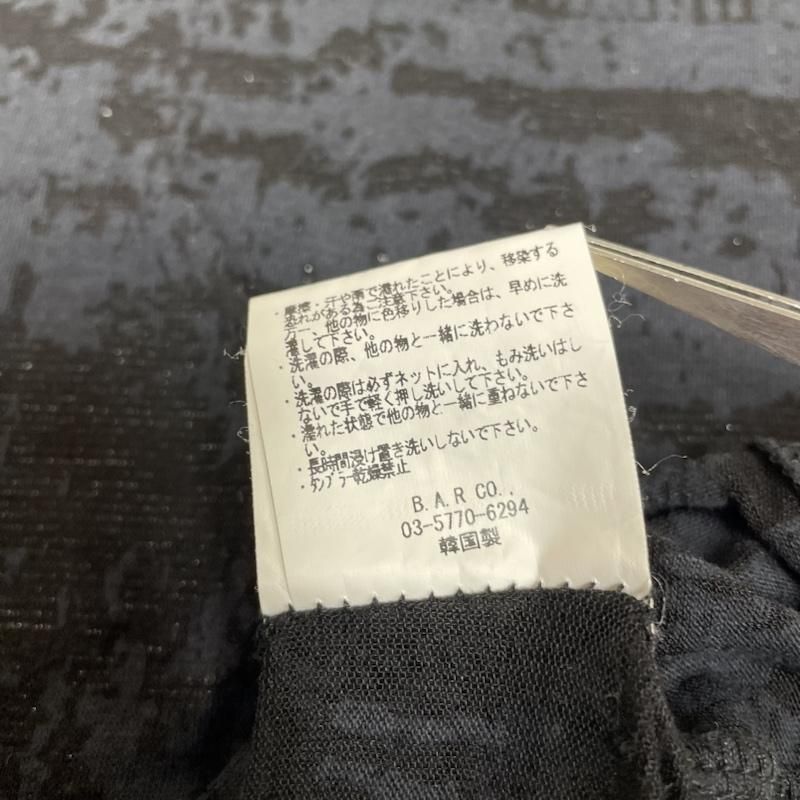 ・摩擦・汗や雨で濡れたことにより、移染する
恐れがある為ご注意下さい。
万一、他の物に色移りした場合は、早めに洗
濯して下さい。
・洗濯の際、他の物と一緒に洗わないで下さ
い。
・洗濯の際は必ずネットに入れ、もみ洗いはし
ないで手で軽く押し洗いして下さい。
・濡れた状態で他の物と一緒に重ねないで下さ
い。
・長時間浸け置き洗いしないで下さい。
・タンブラー乾燥禁止
B.A.R CO.,
03-5770-6294
韓国製